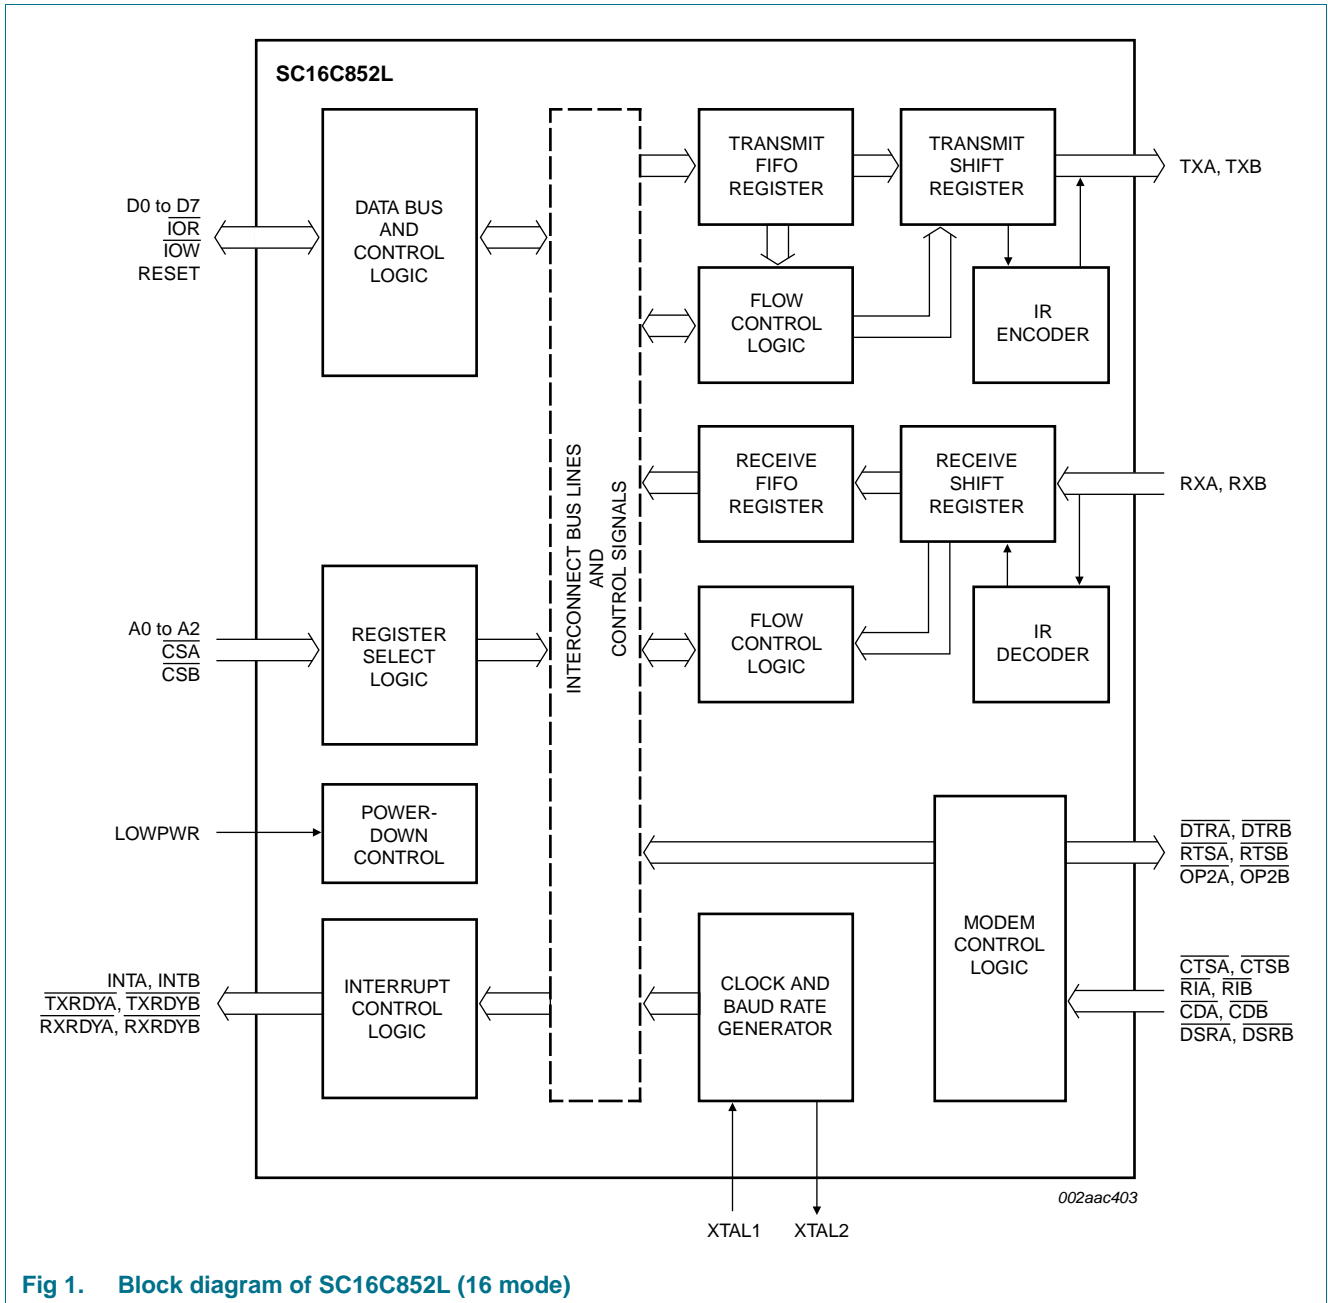 SC16C852L
D0 to D7
IOR
IOW
RESET
DATA BUS
AND
CONTROL
LOGIC
TRANSMIT
FIFO
REGISTER
TRANSMIT
SHIFT
REGISTER
TXA, TXB
FLOW
CONTROL
LOGIC
IR
ENCODER
INTERCONNECT BUS LINES
AND
CONTROL SIGNALS
RECEIVE
FIFO
REGISTER
RECEIVE
SHIFT
REGISTER
RXA, RXB
A0 to A2
CSA
CSB
REGISTER
SELECT
LOGIC
FLOW
CONTROL
LOGIC
IR
DECODER
LOWPWR
POWER-
DOWN
CONTROL
DTRA, DTRB
RTSA, RTSB
OP2A, OP2B
MODEM
CONTROL
LOGIC
INTA, INTB
TXRDYA, TXRDYB
RXRDYA, RXRDYB
INTERRUPT
CONTROL
LOGIC
CLOCK AND
BAUD RATE
GENERATOR
CTSA, CTSB
RIA, RIB
CDA, CDB
DSRA, DSRB
002aac403
XTAL1
XTAL2
Fig 1. Block diagram of SC16C852L (16 mode)